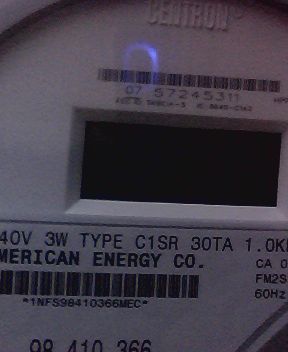 CENTRON
07 57245311
40V 3W TYPE C1SR 30TA 1.0K
MERICAN ENERGY CO.
CA 0
FM2S
*1NFS98410366MEC*
60Hz
98 410 366